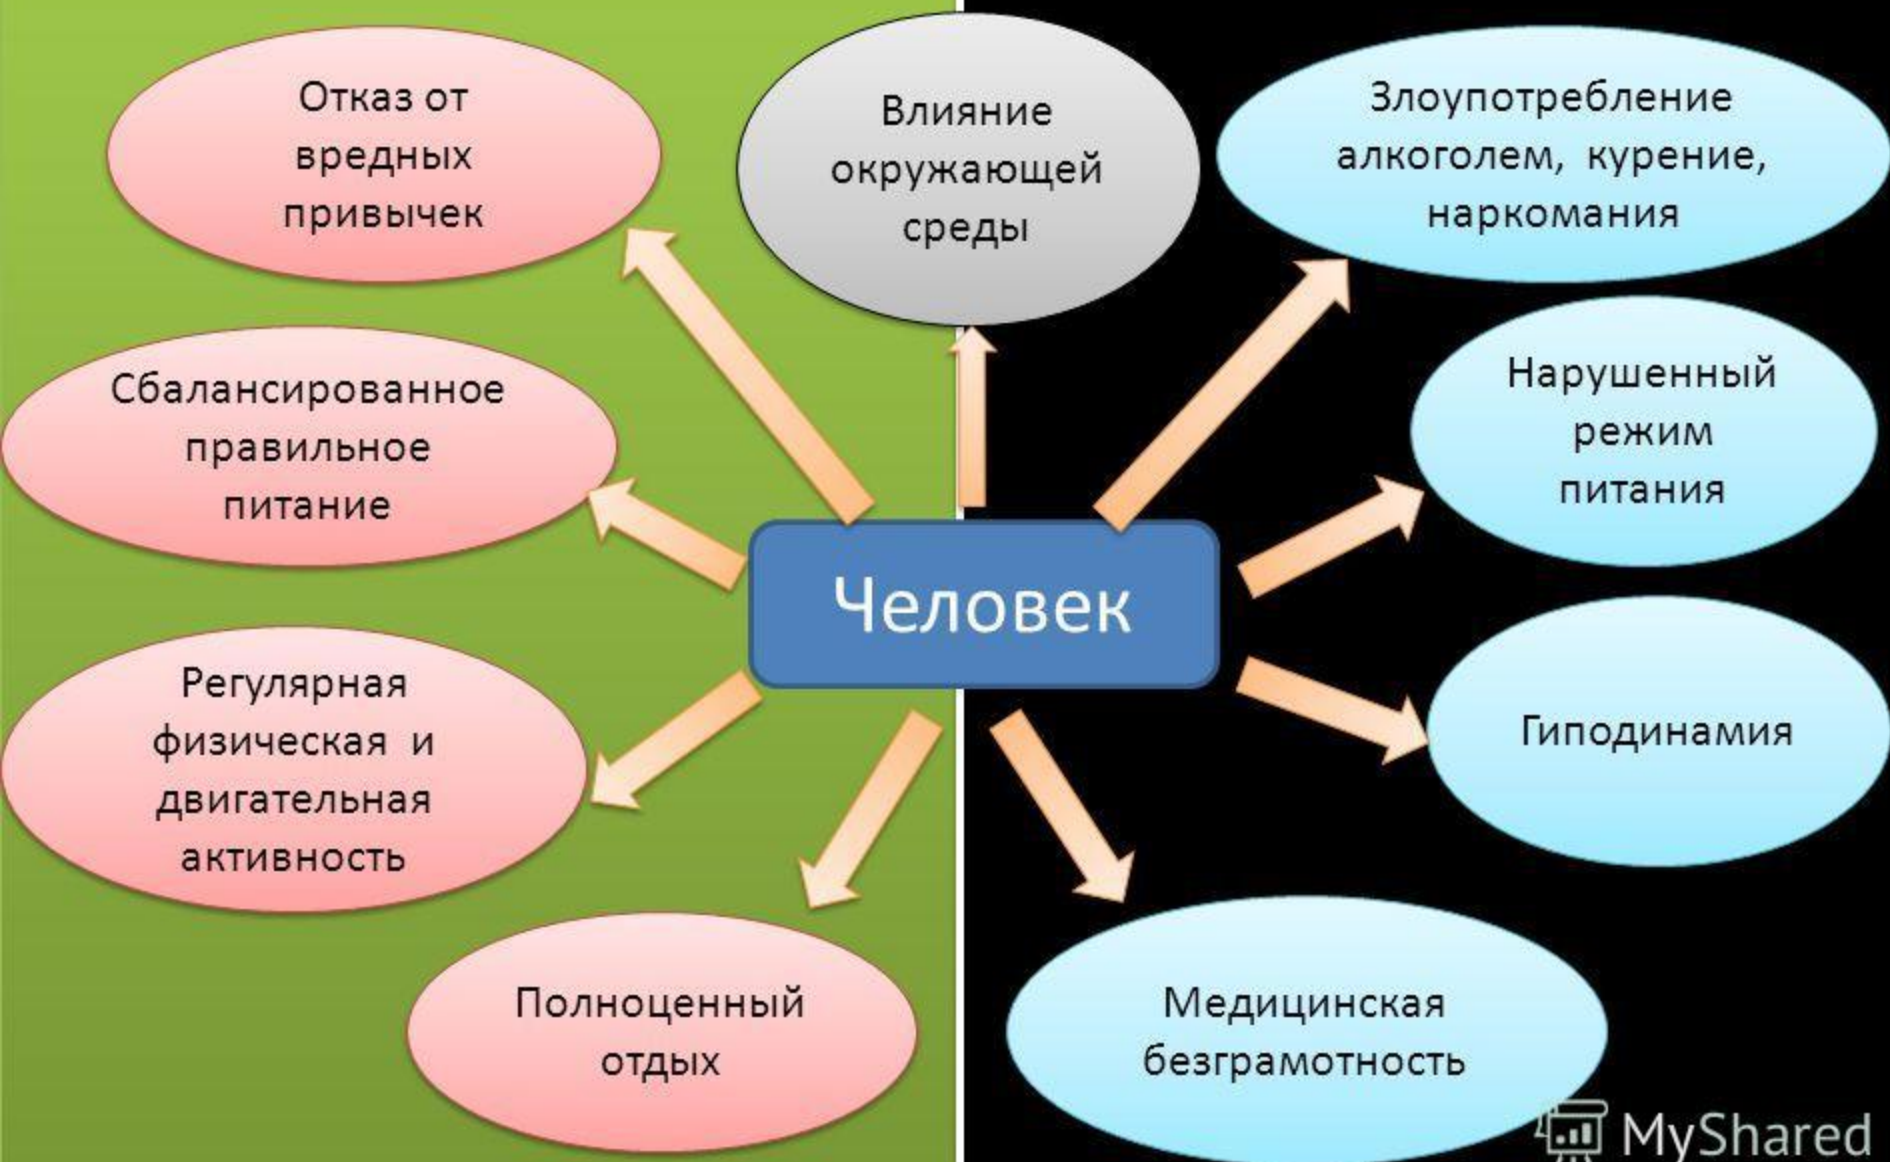 Отказ от
вредных
привычек
Влияние
окружающей
среды
Злоупотребление
алкоголем, курение,
наркомания
Сбалансированное
правильное
питание
Нарушенный
режим
питания
Человек
Регулярная
физическая и
двигательная
активность
Гиподинамия
Полноценный
отдых
Медицинская
безграмотность
MyShared